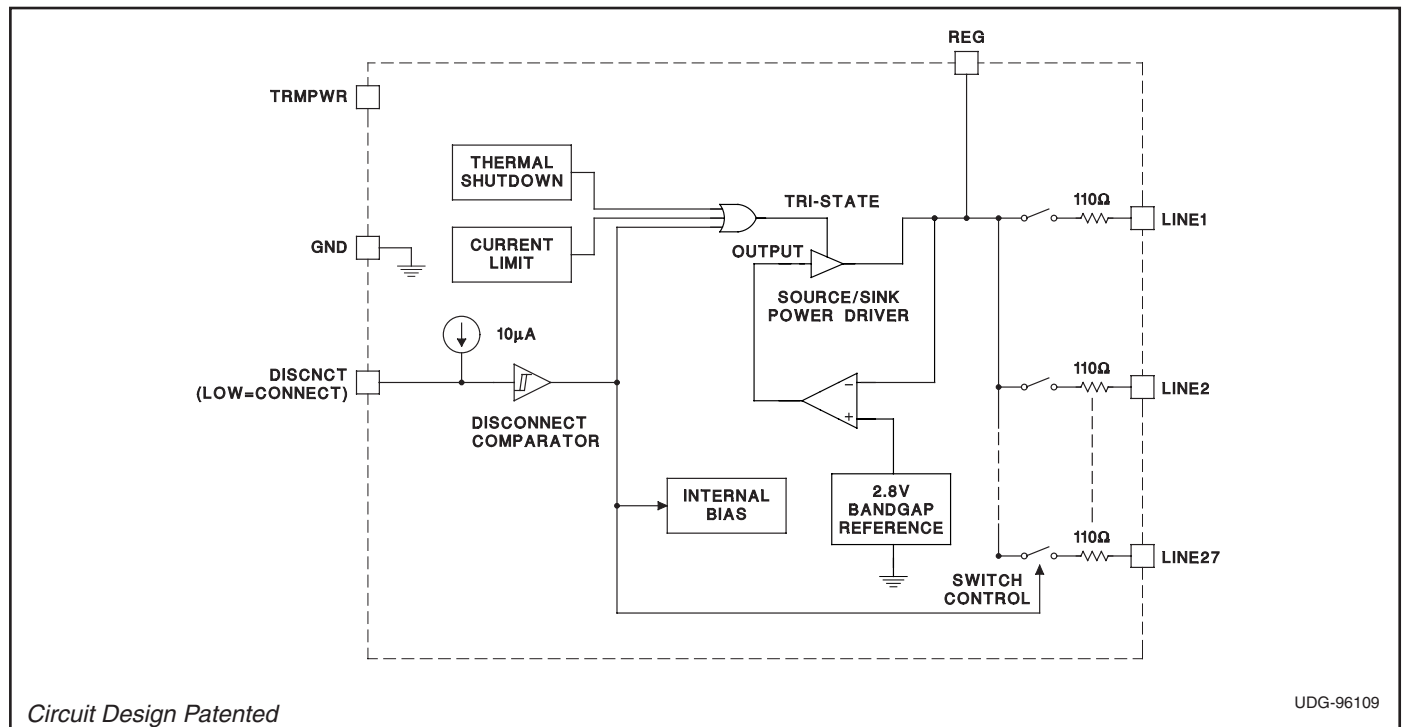 REG
TRMPWR
THERMAL
SHUTDOWN
TRI-STATE
110Ω
LINE1
GND
CURRENT
LIMIT
OUTPUT
SOURCE/SINK
POWER DRIVER
10µA
DISCNCT
(LOW=CONNECT)
DISCONNECT
COMPARATOR
−
+
110Ω
LINE2
INTERNAL
BIAS
2.8V
BANDGAP
REFERENCE
110Ω
LINE27
SWITCH
CONTROL
Circuit Design Patented
UDG-96109